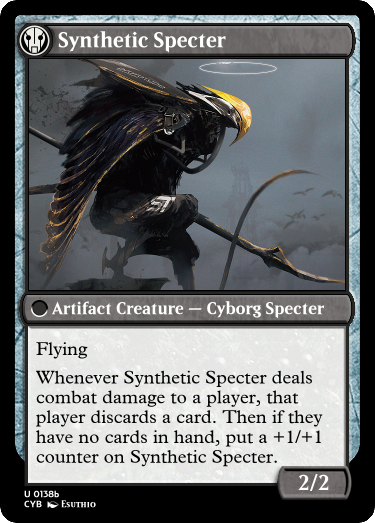 Synthetic Specter
Artifact Creature — Cyborg Specter
Flying
Whenever Synthetic Specter deals
combat damage to a player, that
player discards a card. Then if they
have no cards in hand, put a +1/+1
counter on Synthetic Specter.
2/2
U 0138b
CYB Esuthio